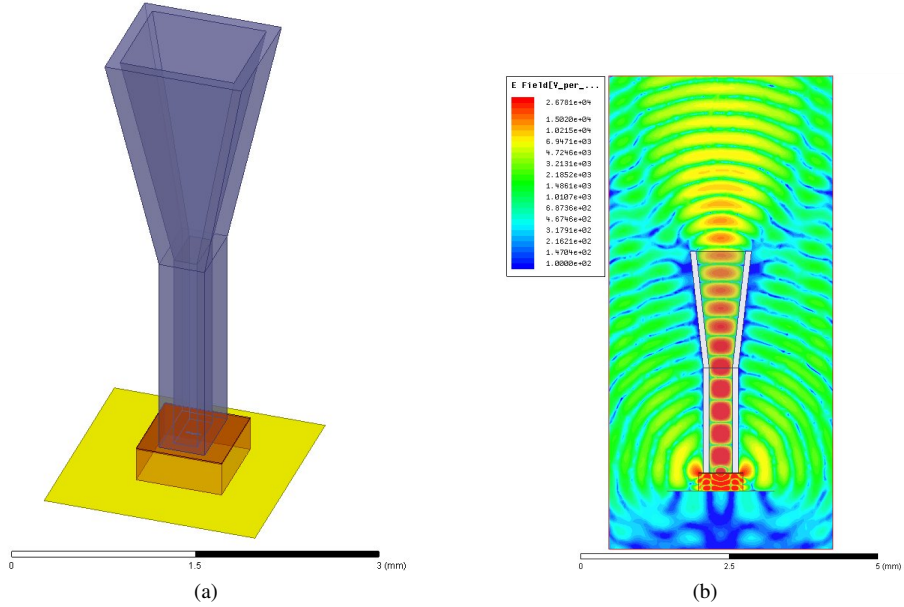 E Field[V_per_...
2.6781e+04
1.5020e+04
1.0215e+04
6.9471e+03
4.7246e+03
3.2131e+03
2.1852e+03
1.4861e+03
1.0107e+03
6.8736e+02
4.6746e+02
3.1791e+02
2.1621e+02
1.4704e+02
1.0000e+02
0 1.5 3 (mm)
0 2.5 5 (mm)
(a)
(b)